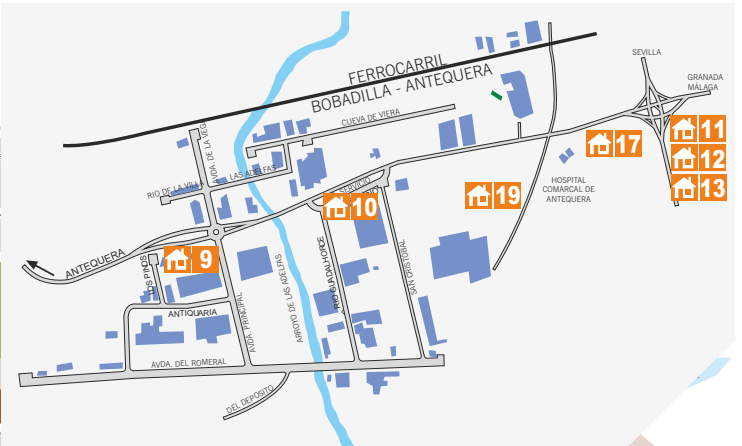 FERROCARRIL
BOBADILLA - ANTEQUERA
SEVILLA
GRANADA
MÁLAGA
CUEVA DE VIERA
AVDA. DE LA VEG
LAS ADELFAS
RIO DE LA VILLA
SERVICIO
11
12
13
17
19
10
9
HOSPITAL
COMARCAL DE
ANTEQUERA
ANTEQUERA
LOS PINOS
ANTIQUARIA
AVDA. PRINCIPAL
ARROYO DE LAS ADELFAS
RIO GUADALHORCE
SAN CRISTOBAL
AVDA. DEL ROMERAL
DEL DEPOSITO